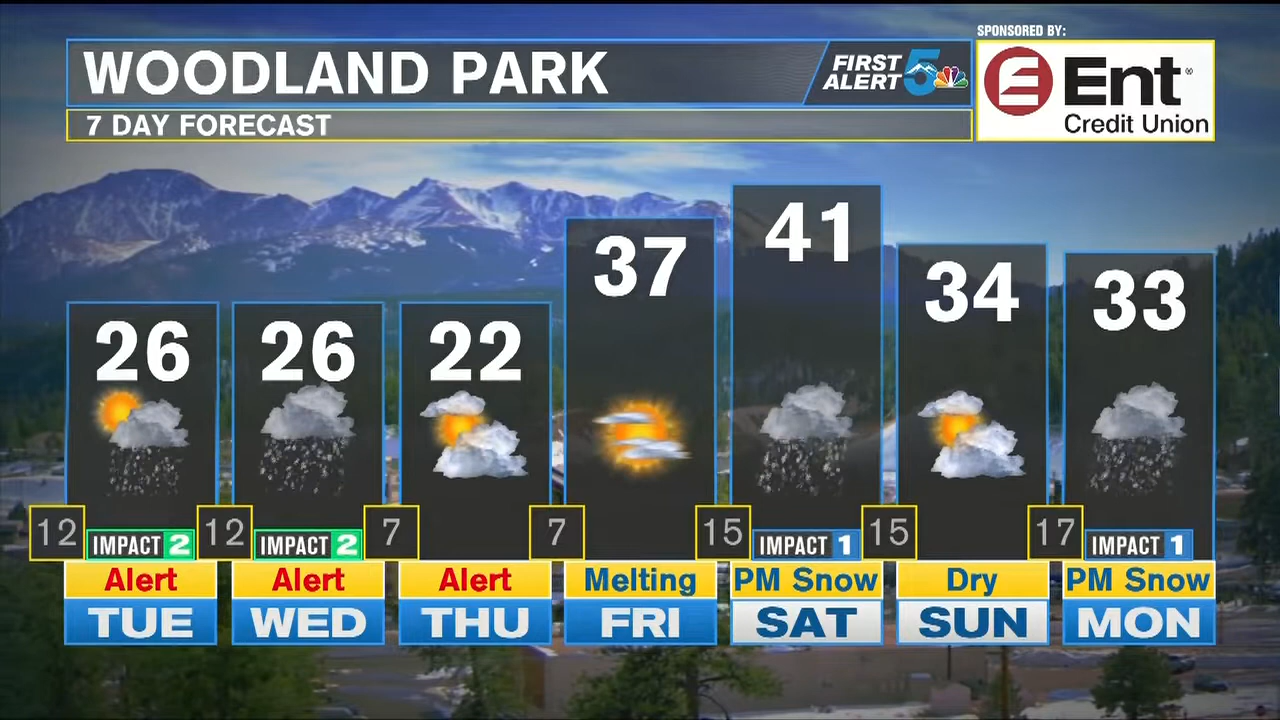 SPONSORED BY:
WOODLAND PARK
FIRST ALERT 5
Ent
Credit Union
7 DAY FORECAST
26 26 22 37 41 34 33
12 12 7 7 15 15 17
IMPACT 2 IMPACT 2 IMPACT 1 IMPACT 1
Alert Alert Alert Melting PM Snow Dry PM Snow
TUE WED THU FRI SAT SUN MON